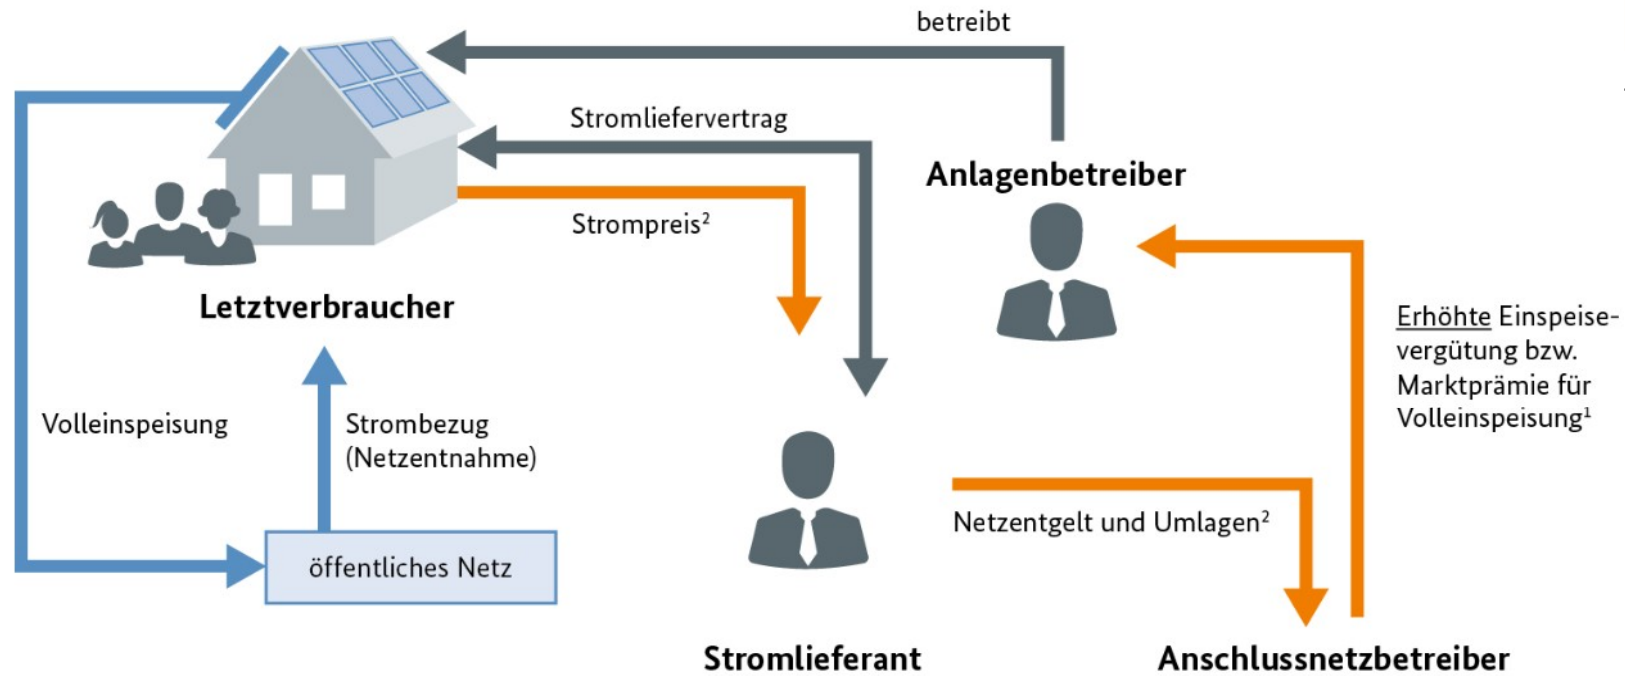 betreibt
Stromliefervertrag
Anlagenbetreiber
Strompreis²
Letztverbraucher
Erhöhte Einspeise-
vergütung bzw.
Marktprämie für
Volleinspeisung¹
Volleinspeisung
Strombezug
(Netzentnahme)
Netzentgelt und Umlagen²
öffentliches Netz
Stromlieferant
Anschlussnetzbetreiber